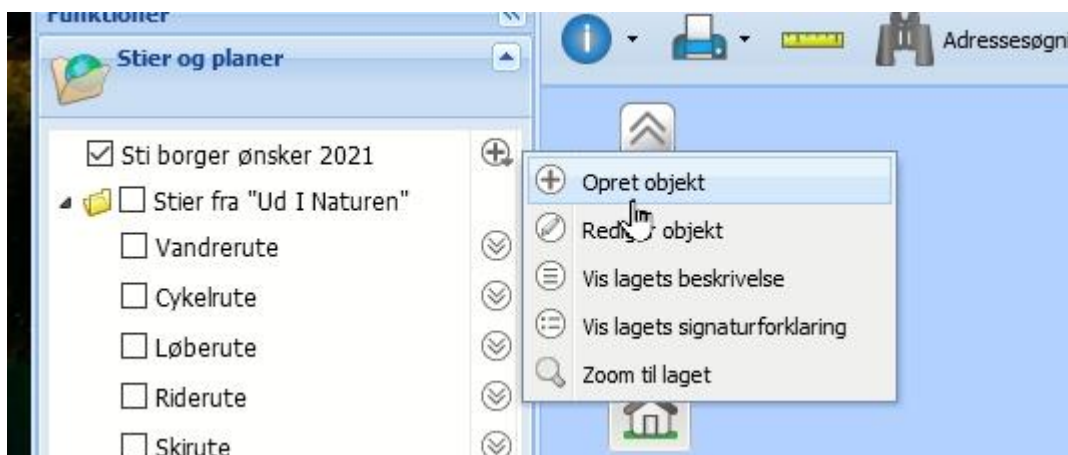 Funktioner
Stier og planer
Adressesøgni
Sti borger ønsker 2021
Stier fra "Ud I Naturen"
Vandrerute
Cykelrute
Løberute
Riderute
Skirute
Opret objekt
Rediger objekt
Vis lagets beskrivelse
Vis lagets signaturforklaring
Zoom til laget